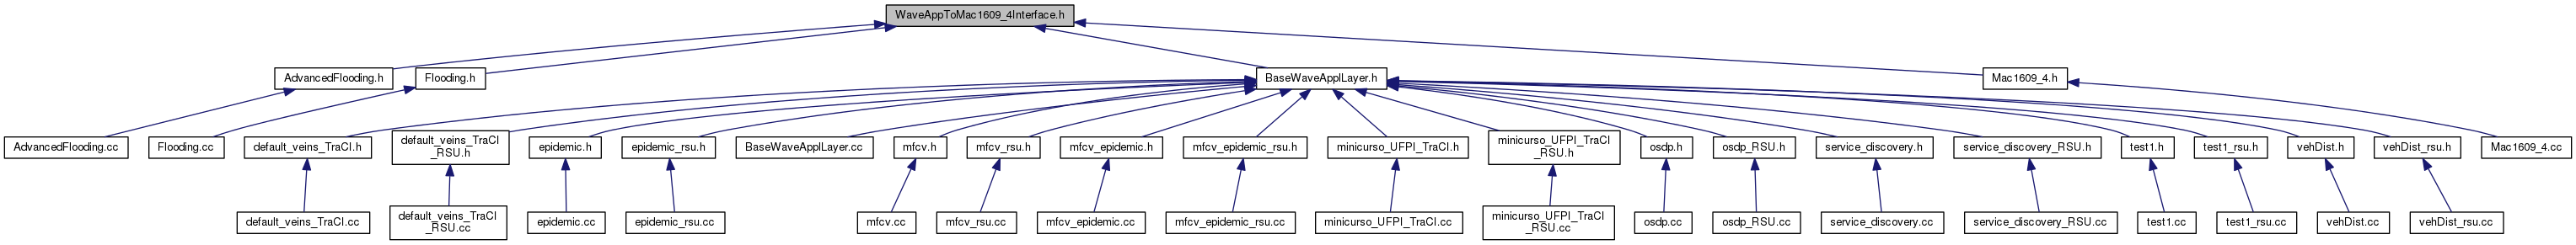 WaveAppToMac1609_4Interface.h
AdvancedFlooding.h
Flooding.h
BaseWaveApplLayer.h
Mac1609_4.h
AdvancedFlooding.cc
Flooding.cc
default_veins_TraCI.h
default_veins_TraCI
_RSU.h
epidemic.h
epidemic_rsu.h
BaseWaveApplLayer.cc
mfcv.h
mfcv_rsu.h
mfcv_epidemic.h
mfcv_epidemic_rsu.h
minicurso_UFPI_TraCI.h
minicurso_UFPI_TraCI
_RSU.h
osdp.h
osdp_RSU.h
service_discovery.h
service_discovery_RSU.h
test1.h
test1_rsu.h
vehDist.h
vehDist_rsu.h
Mac1609_4.cc
default_veins_TraCI.cc
default_veins_TraCI
_RSU.cc
epidemic.cc
epidemic_rsu.cc
mfcv.cc
mfcv_rsu.cc
mfcv_epidemic.cc
mfcv_epidemic_rsu.cc
minicurso_UFPI_TraCI.cc
minicurso_UFPI_TraCI
_RSU.cc
osdp.cc
osdp_RSU.cc
service_discovery.cc
service_discovery_RSU.cc
test1.cc
test1_rsu.cc
vehDist.cc
vehDist_rsu.cc